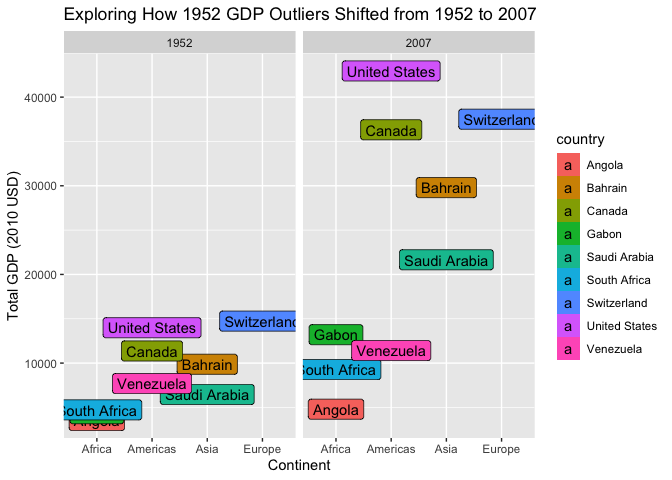 Exploring How 1952 GDP Outliers Shifted from 1952 to 2007
1952
2007
Total GDP (2010 USD)
40000
30000
20000
10000
United States
Switzerland
Canada
Bahrain
Venezuela
Saudi Arabia
South Africa
Angola
United States
Switzerland
Canada
Bahrain
Saudi Arabia
Gabon
Venezuela
South Africa
Angola
Africa Americas Asia Europe
Africa Americas Asia Europe
Continent
country
a Angola
a Bahrain
a Canada
a Gabon
a Saudi Arabia
a South Africa
a Switzerland
a United States
a Venezuela